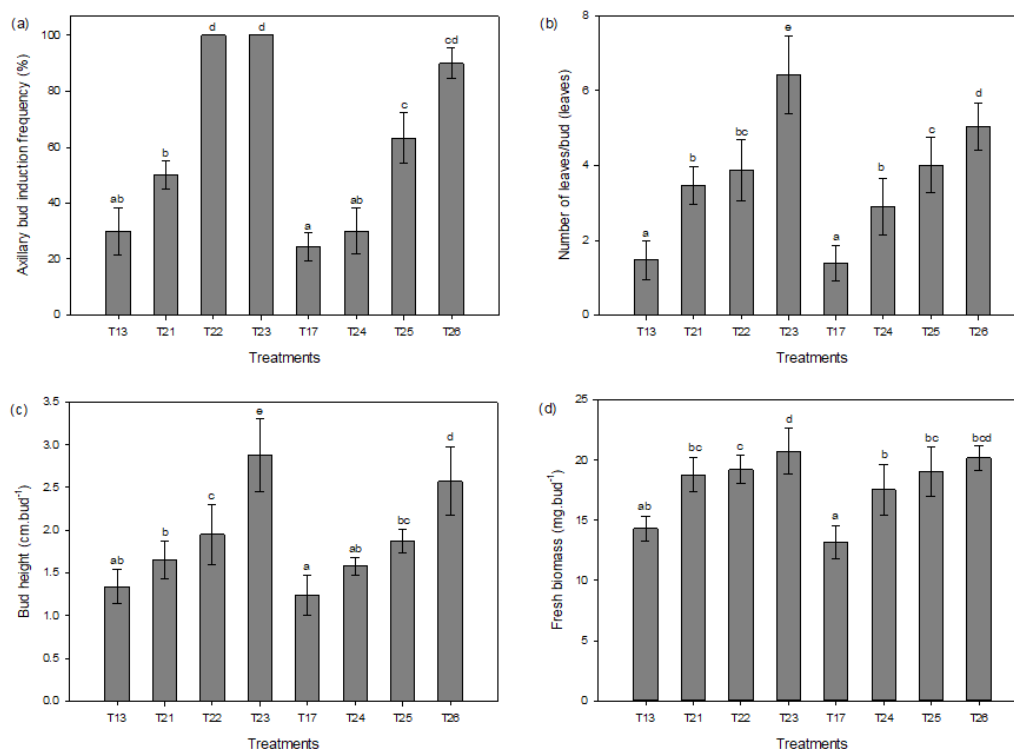 (a)
Axillary bud induction frequency (%)
100
80
60
40
20
0
ab
b
d
d
a
ab
c
cd
T13 T21 T22 T23 T17 T24 T25 T26
Treatments
(b)
Number of leaves/bud (leaves)
8
6
4
2
0
a
b
bc
e
a
b
c
d
T13 T21 T22 T23 T17 T24 T25 T26
Treatments
(c)
Bud height (cm.bud⁻¹)
3.5
3.0
2.5
2.0
1.5
1.0
0.5
0.0
ab
b
c
e
a
ab
bc
d
T13 T21 T22 T23 T17 T24 T25 T26
Treatments
(d)
Fresh biomass (mg.bud⁻¹)
25
20
15
10
5
0
ab
bc
c
d
a
b
bc
bcd
T13 T21 T22 T23 T17 T24 T25 T26
Treatments